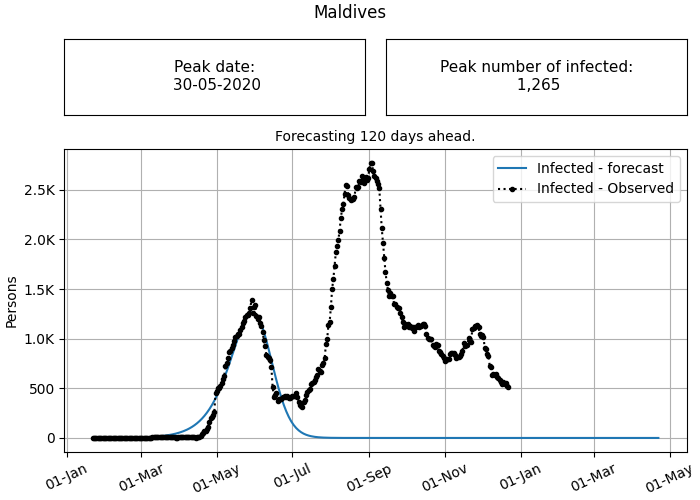 Maldives
Peak date:
30-05-2020
Peak number of infected:
1,265
Forecasting 120 days ahead.
Infected - forecast
Infected - Observed
Persons
2.5K
2.0K
1.5K
1.0K
500
0
01-Jan
01-Mar
01-May
01-Jul
01-Sep
01-Nov
01-Jan
01-Mar
01-May